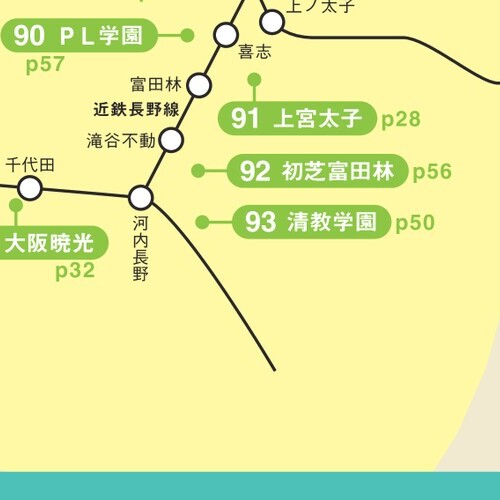 上ノ太子
90 PL学園
p57
喜志
富田林
近鉄長野線
91 上宮太子 p28
滝谷不動
千代田
92 初芝富田林 p56
93 清教学園 p50
河内長野
大阪暁光
p32